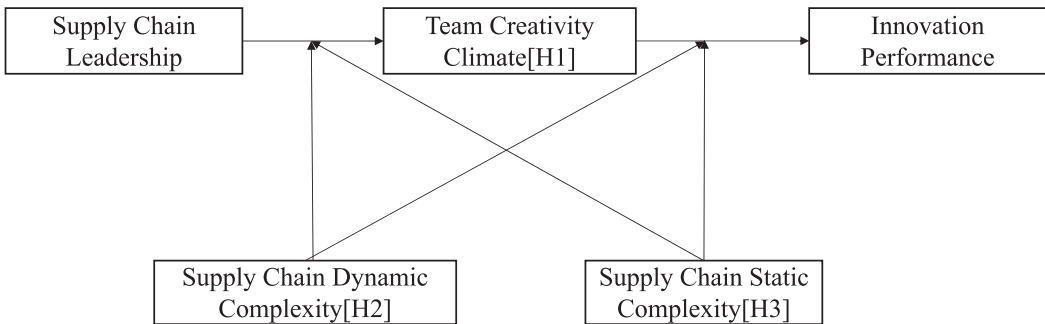 Supply Chain
Leadership
Team Creativity
Climate[H1]
Innovation
Performance
Supply Chain Dynamic
Complexity[H2]
Supply Chain Static
Complexity[H3]